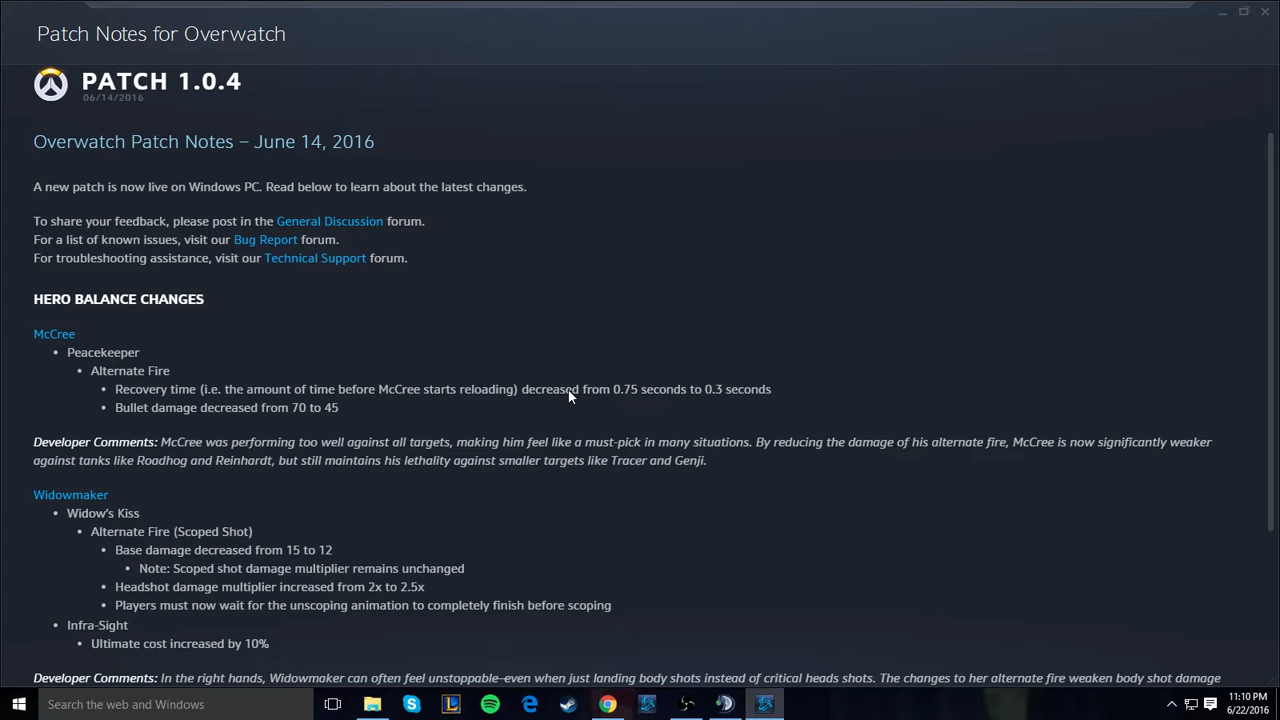 Patch Notes for Overwatch
PATCH 1.0.4
06/14/2016
Overwatch Patch Notes – June 14, 2016
A new patch is now live on Windows PC. Read below to learn about the latest changes.
To share your feedback, please post in the General Discussion forum.
For a list of known issues, visit our Bug Report forum.
For troubleshooting assistance, visit our Technical Support forum.
HERO BALANCE CHANGES
McCree
• Peacekeeper
• Alternate Fire
• Recovery time (i.e. the amount of time before McCree starts reloading) decreased from 0.75 seconds to 0.3 seconds
• Bullet damage decreased from 70 to 45
Developer Comments: McCree was performing too well against all targets, making him feel like a must-pick in many situations. By reducing the damage of his alternate fire, McCree is now significantly weaker
against tanks like Roadhog and Reinhardt, but still maintains his lethality against smaller targets like Tracer and Genji.
Widowmaker
• Widow's Kiss
• Alternate Fire (Scoped Shot)
• Base damage decreased from 15 to 12
• Note: Scoped shot damage multiplier remains unchanged
• Headshot damage multiplier increased from 2x to 2.5x
• Players must now wait for the unscoping animation to completely finish before scoping
• Infra-Sight
• Ultimate cost increased by 10%
Developer Comments: In the right hands, Widowmaker can often feel unstoppable–even when just landing body shots instead of critical heads shots. The changes to her alternate fire weaken body shot damage
Search the web and Windows
11:10 PM
6/22/2016